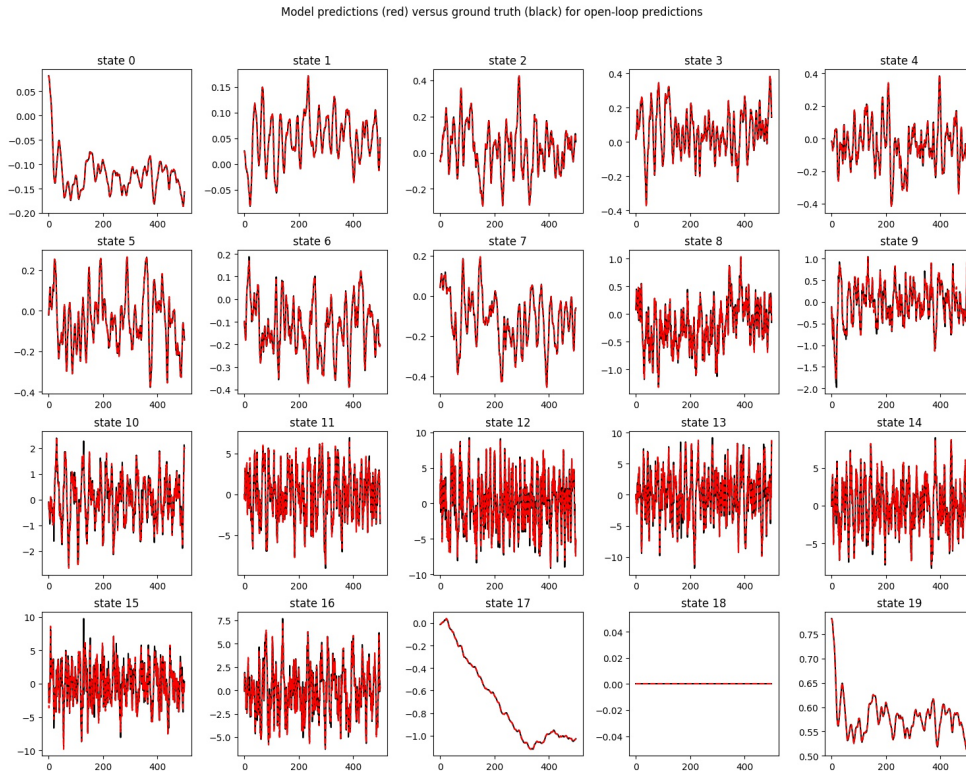 Model predictions (red) versus ground truth (black) for open-loop predictions
state 0 state 1 state 2 state 3 state 4
0.05 0.00 −0.05 −0.10 −0.15 −0.20
0.15 0.10 0.05 0.00 −0.05
0.4 0.2 0.0 −0.2
0.4 0.2 0.0 −0.2 −0.4
0.4 0.2 0.0 −0.2 −0.4
0 200 400 0 200 400 0 200 400 0 200 400 0 200 400
state 5 state 6 state 7 state 8 state 9
0.2 0.0 −0.2 −0.4
0.2 0.1 0.0 −0.1 −0.2 −0.3 −0.4
0.2 0.0 −0.2 −0.4
1.0 0.5 0.0 −0.5 −1.0
1.0 0.5 0.0 −0.5 −1.0 −1.5 −2.0
0 200 400 0 200 400 0 200 400 0 200 400 0 200 400
state 10 state 11 state 12 state 13 state 14
2 1 0 −1 −2
5 0 −5
10 5 0 −5 −10
10 5 0 −5 −10
5 0 −5
0 200 400 0 200 400 0 200 400 0 200 400 0 200 400
state 15 state 16 state 17 state 18 state 19
10 5 0 −5 −10
7.5 5.0 2.5 0.0 −2.5 −5.0
0.0 −0.2 −0.4 −0.6 −0.8 −1.0
0.04 0.02 0.00 −0.02 −0.04
0.75 0.70 0.65 0.60 0.55 0.50
0 200 400 0 200 400 0 200 400 0 200 400 0 200 400